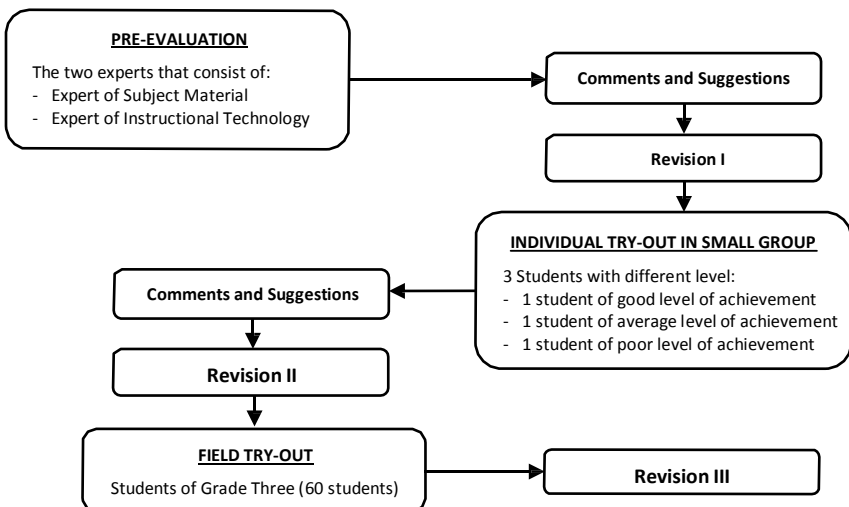 PRE-EVALUATION
The two experts that consist of:
- Expert of Subject Material
- Expert of Instructional Technology
Comments and Suggestions
Revision I
INDIVIDUAL TRY-OUT IN SMALL GROUP
3 Students with different level:
- 1 student of good level of achievement
- 1 student of average level of achievement
- 1 student of poor level of achievement
Comments and Suggestions
Revision II
FIELD TRY-OUT
Students of Grade Three (60 students)
Revision III